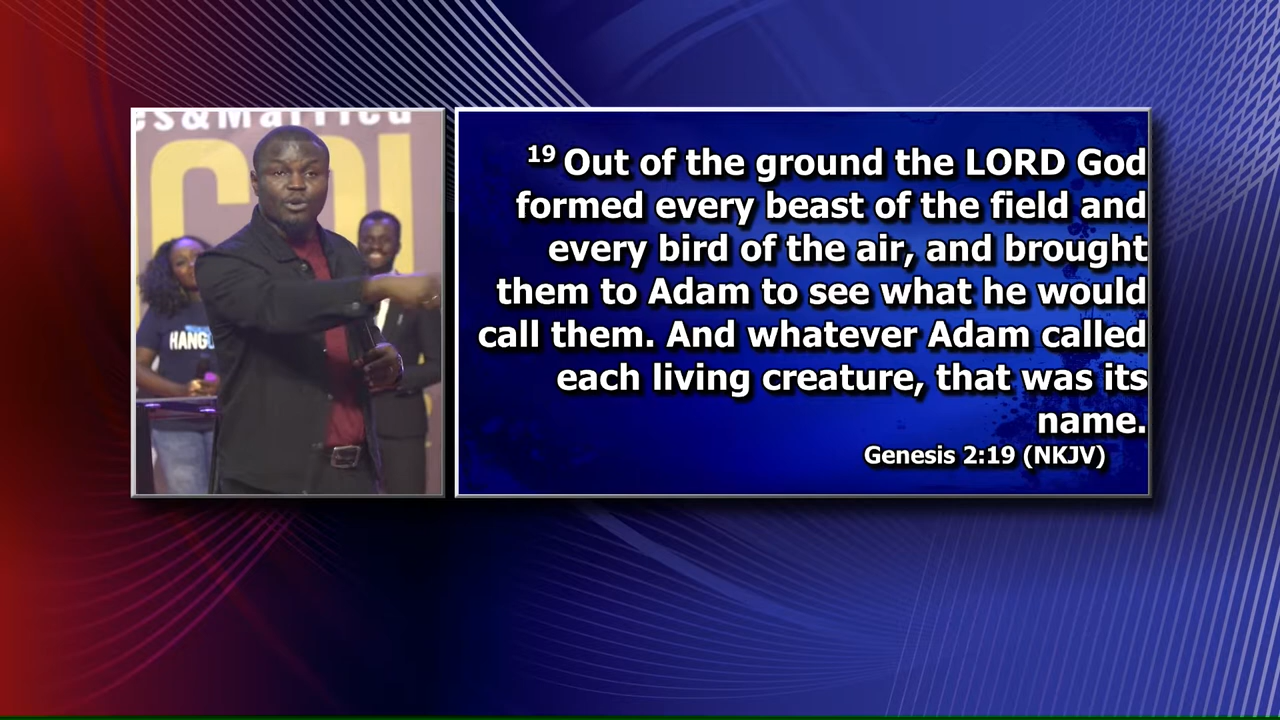 es&Married
19 Out of the ground the LORD God
formed every beast of the field and
every bird of the air, and brought
them to Adam to see what he would
call them. And whatever Adam called
each living creature, that was its
name.
Genesis 2:19 (NKJV)